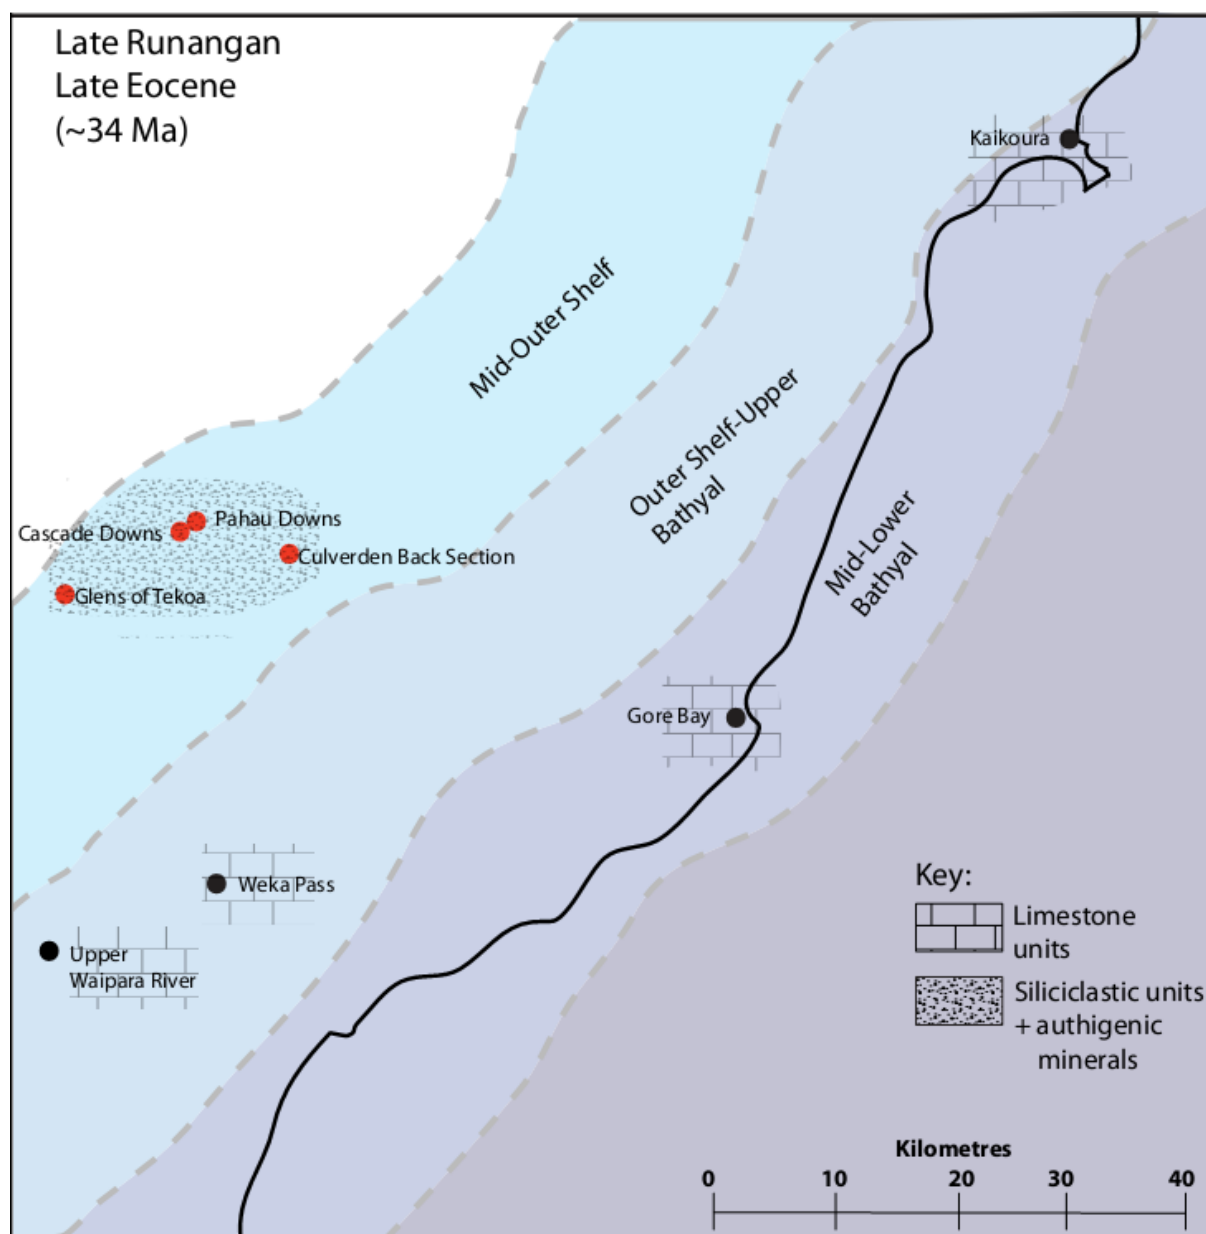 Late Runangan
Late Eocene
(~34 Ma)
Kaikoura
Mid-Outer Shelf
Outer Shelf-Upper
Bathyal
Mid-Lower
Bathyal
Pahau Downs
Cascade Downs
Culverden Back Section
Glens of Tekoa
Gore Bay
Weka Pass
Upper
Waipara River
Key:
Limestone
units
Siliciclastic units
+ authigenic
minerals
Kilometres
0 10 20 30 40